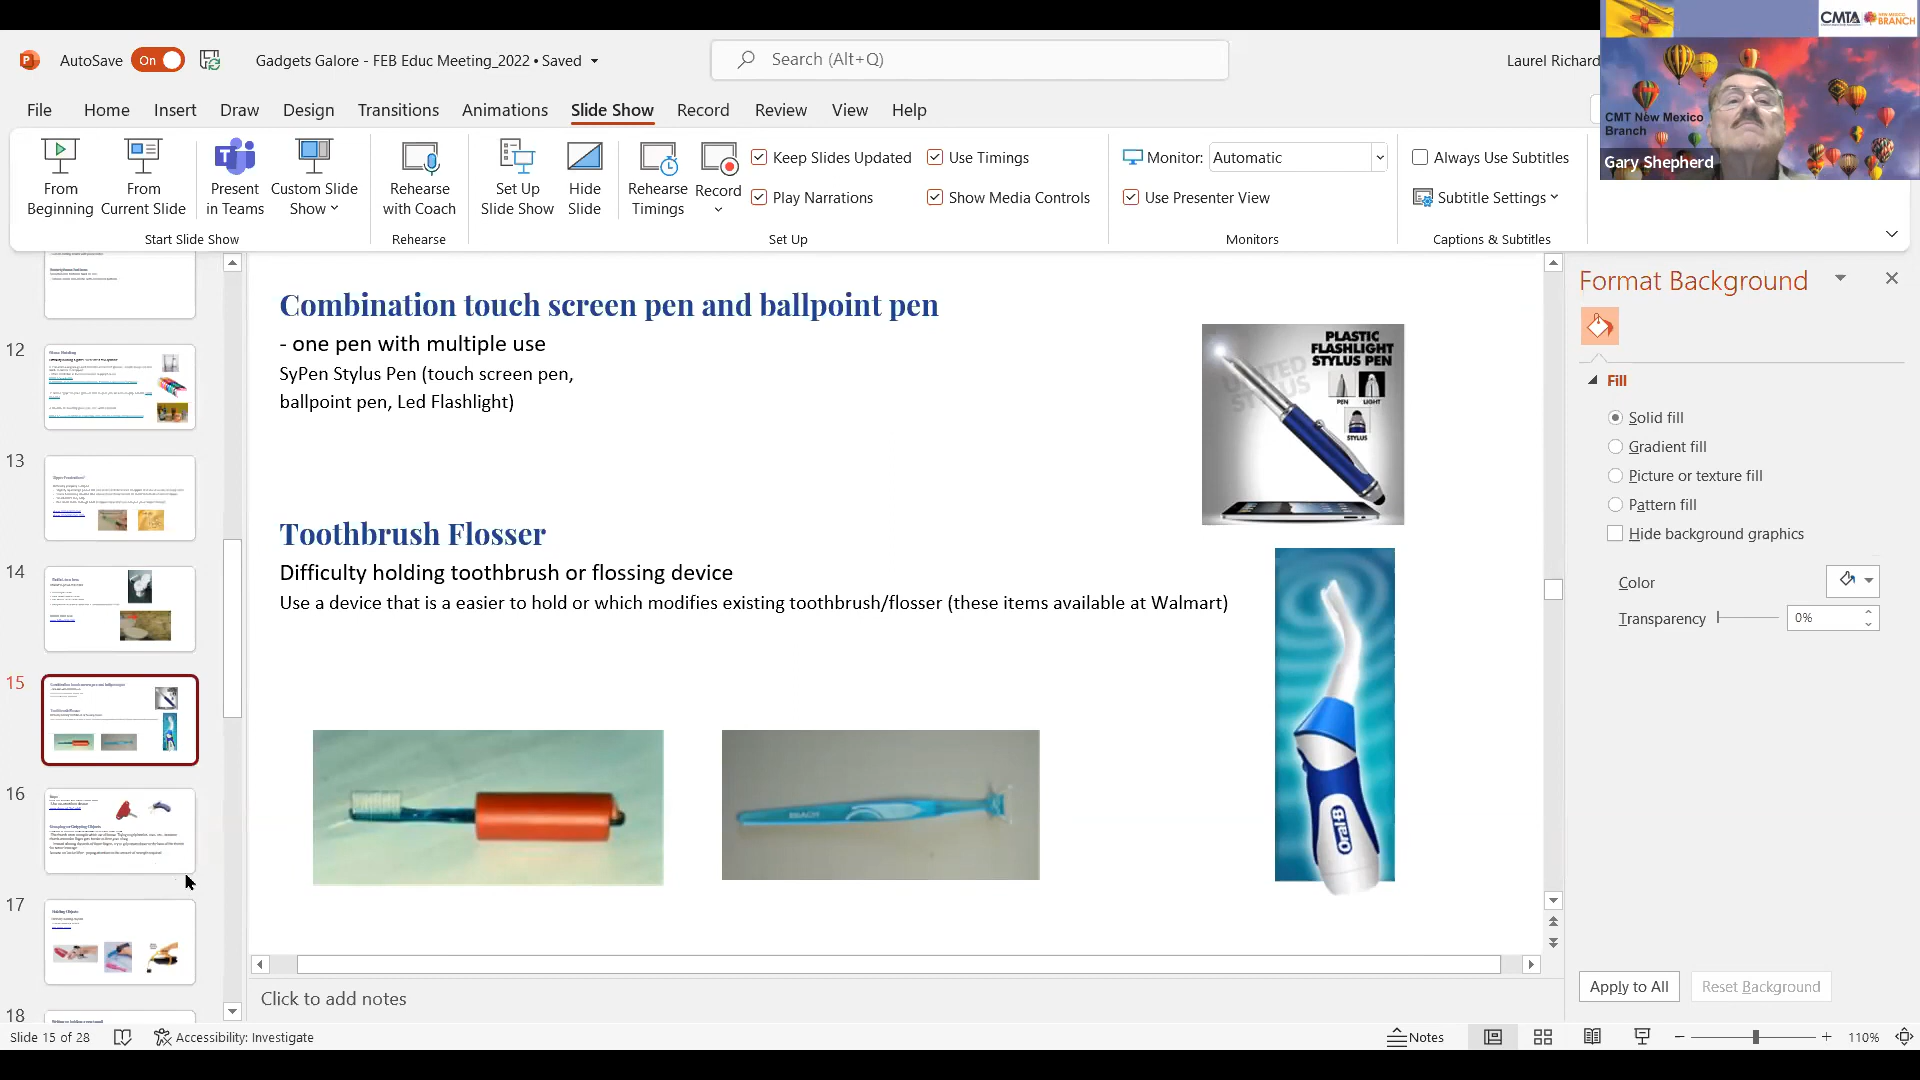 AutoSave On
Gadgets Galore - FEB Educ Meeting_2022 • Saved
Search (Alt+Q)
Laurel Richard
CMTA NEW MEXICO BRANCH
CMT New Mexico
Branch
Gary Shepherd
File Home Insert Draw Design Transitions Animations Slide Show Record Review View Help
From
Beginning
From
Current Slide
Present
in Teams
Custom Slide
Show
Start Slide Show
Rehearse
with Coach
Rehearse
Set Up
Slide Show
Hide
Slide
Rehearse
Timings
Record
Keep Slides Updated
Play Narrations
Use Timings
Show Media Controls
Set Up
Monitor: Automatic
Use Presenter View
Monitors
Always Use Subtitles
Subtitle Settings
Captions & Subtitles
12
13
14
15
16
17
Holding Objects
18
Combination touch screen pen and ballpoint pen
- one pen with multiple use
SyPen Stylus Pen (touch screen pen,
ballpoint pen, Led Flashlight)
PLASTIC
FLASHLIGHT
STYLUS PEN
UNITED
STYLUS
PEN LIGHT
STYLUS
Toothbrush Flosser
Difficulty holding toothbrush or flossing device
Use a device that is a easier to hold or which modifies existing toothbrush/flosser (these items available at Walmart)
REACH
Oral-B
Click to add notes
Format Background
Fill
Solid fill
Gradient fill
Picture or texture fill
Pattern fill
Hide background graphics
Color
Transparency 0%
Apply to All Reset Background
Slide 15 of 28 Accessibility: Investigate
Notes 110%